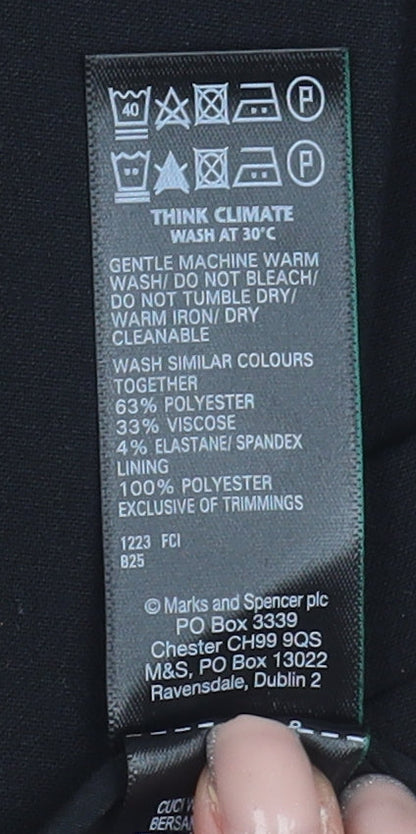 40 P
P
THINK CLIMATE
WASH AT 30°C
GENTLE MACHINE WARM
WASH/ DO NOT BLEACH/
DO NOT TUMBLE DRY/
WARM IRON/ DRY
CLEANABLE
WASH SIMILAR COLOURS
TOGETHER
63% POLYESTER
33% VISCOSE
4% ELASTANE/ SPANDEX
LINING
100% POLYESTER
EXCLUSIVE OF TRIMMINGS
1223 FCI
B25
© Marks and Spencer plc
PO Box 3339
Chester CH99 9QS
M&S, PO Box 13022
Ravensdale, Dublin 2
CUCI